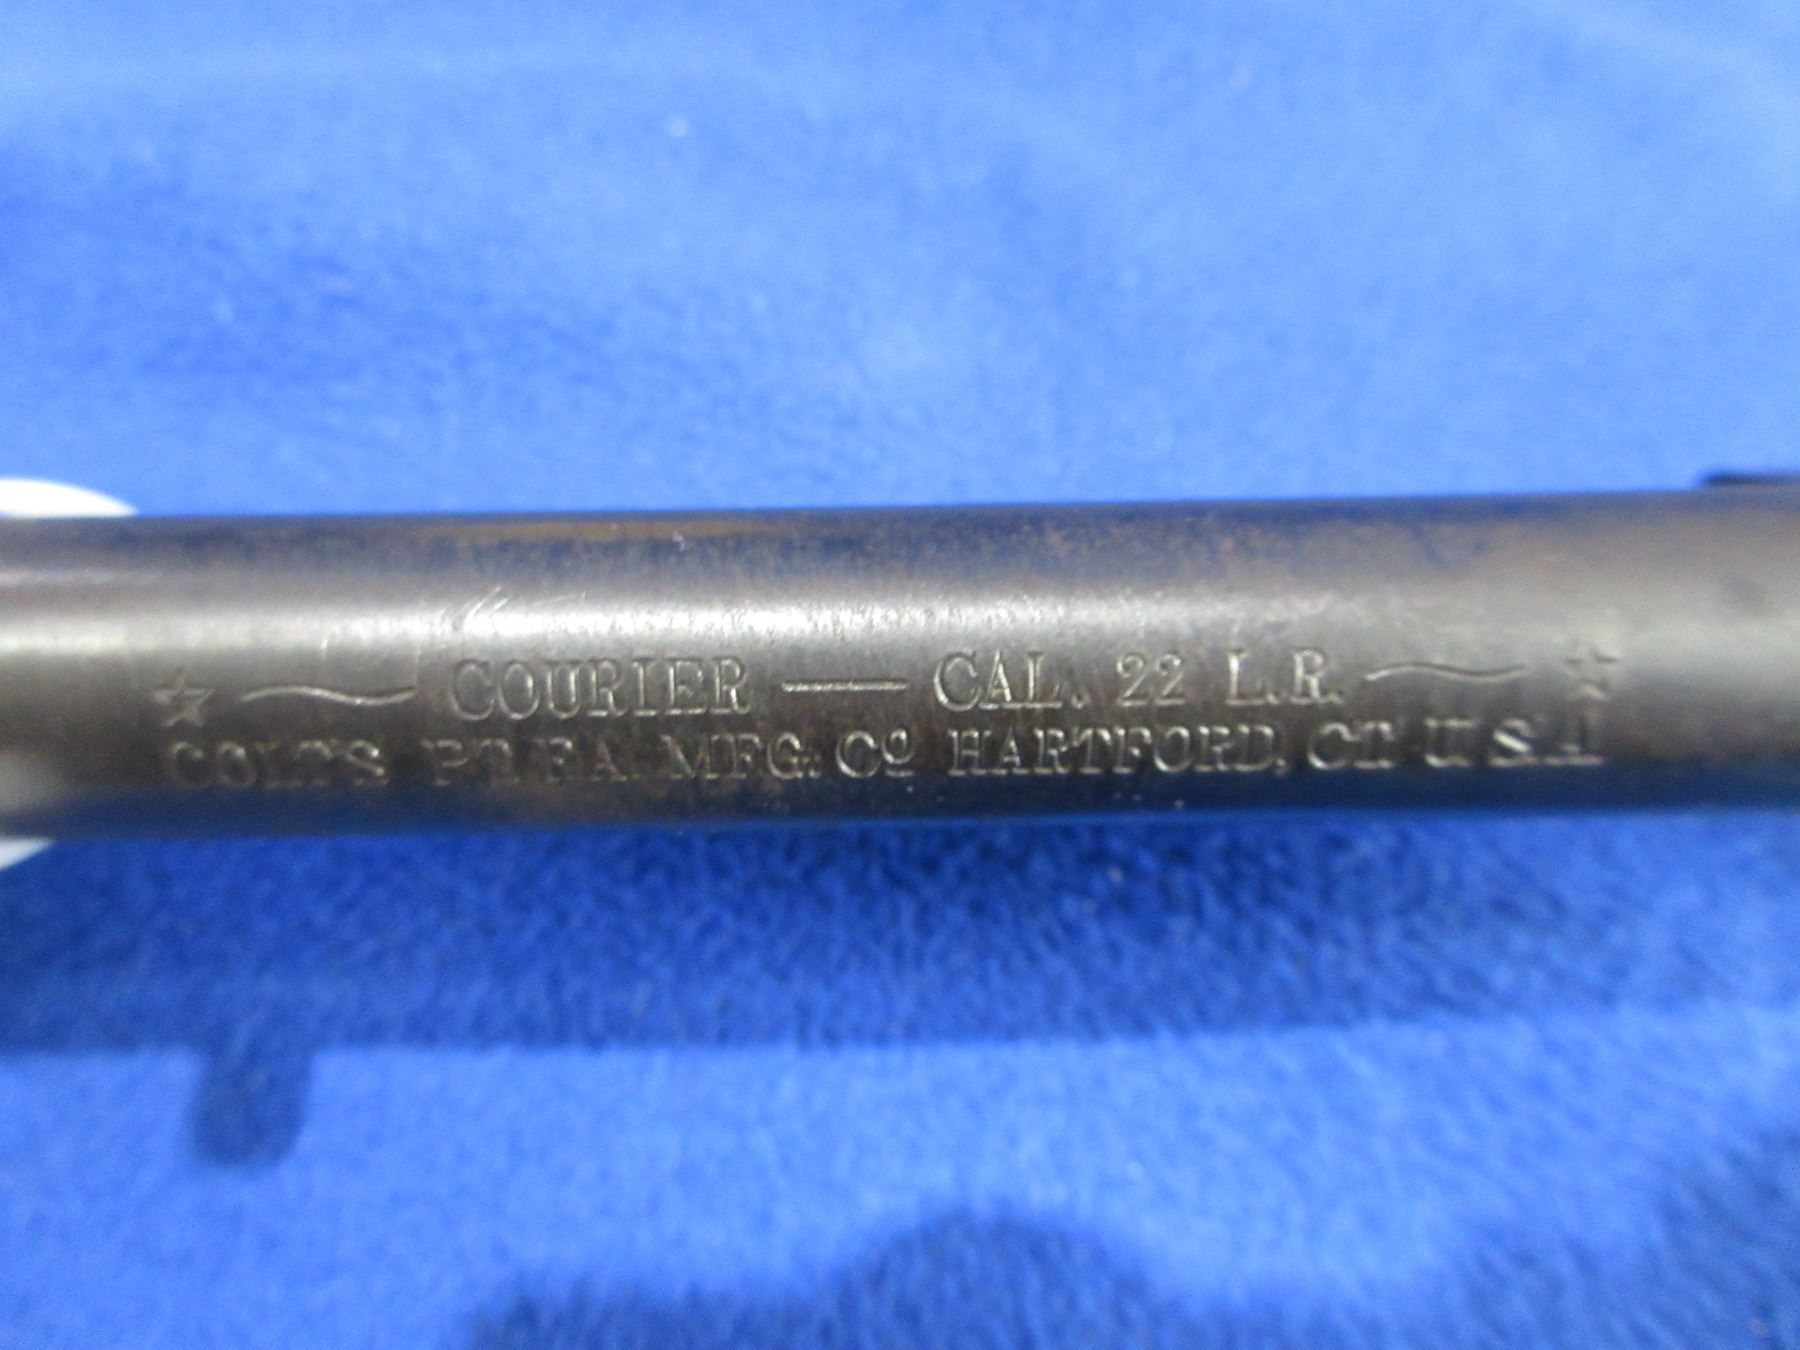 ☆ ~ COURIER — CAL. 22 L.R. ~ ☆
COLT'S PT. F.A. MFG. Co HARTFORD, CT. U.S.A.